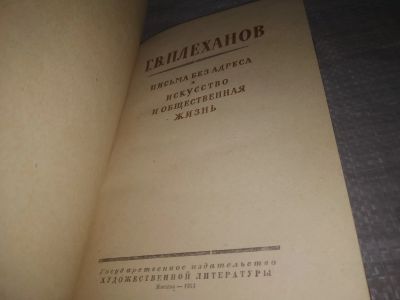 Г.В.ПЛЕХАНОВ
ПИСЬМА БЕЗ АДРЕСА
ИСКУССТВО
И ОБЩЕСТВЕННАЯ
ЖИЗНЬ
Государственное издательство
ХУДОЖЕСТВЕННОЙ ЛИТЕРАТУРЫ
Москва —